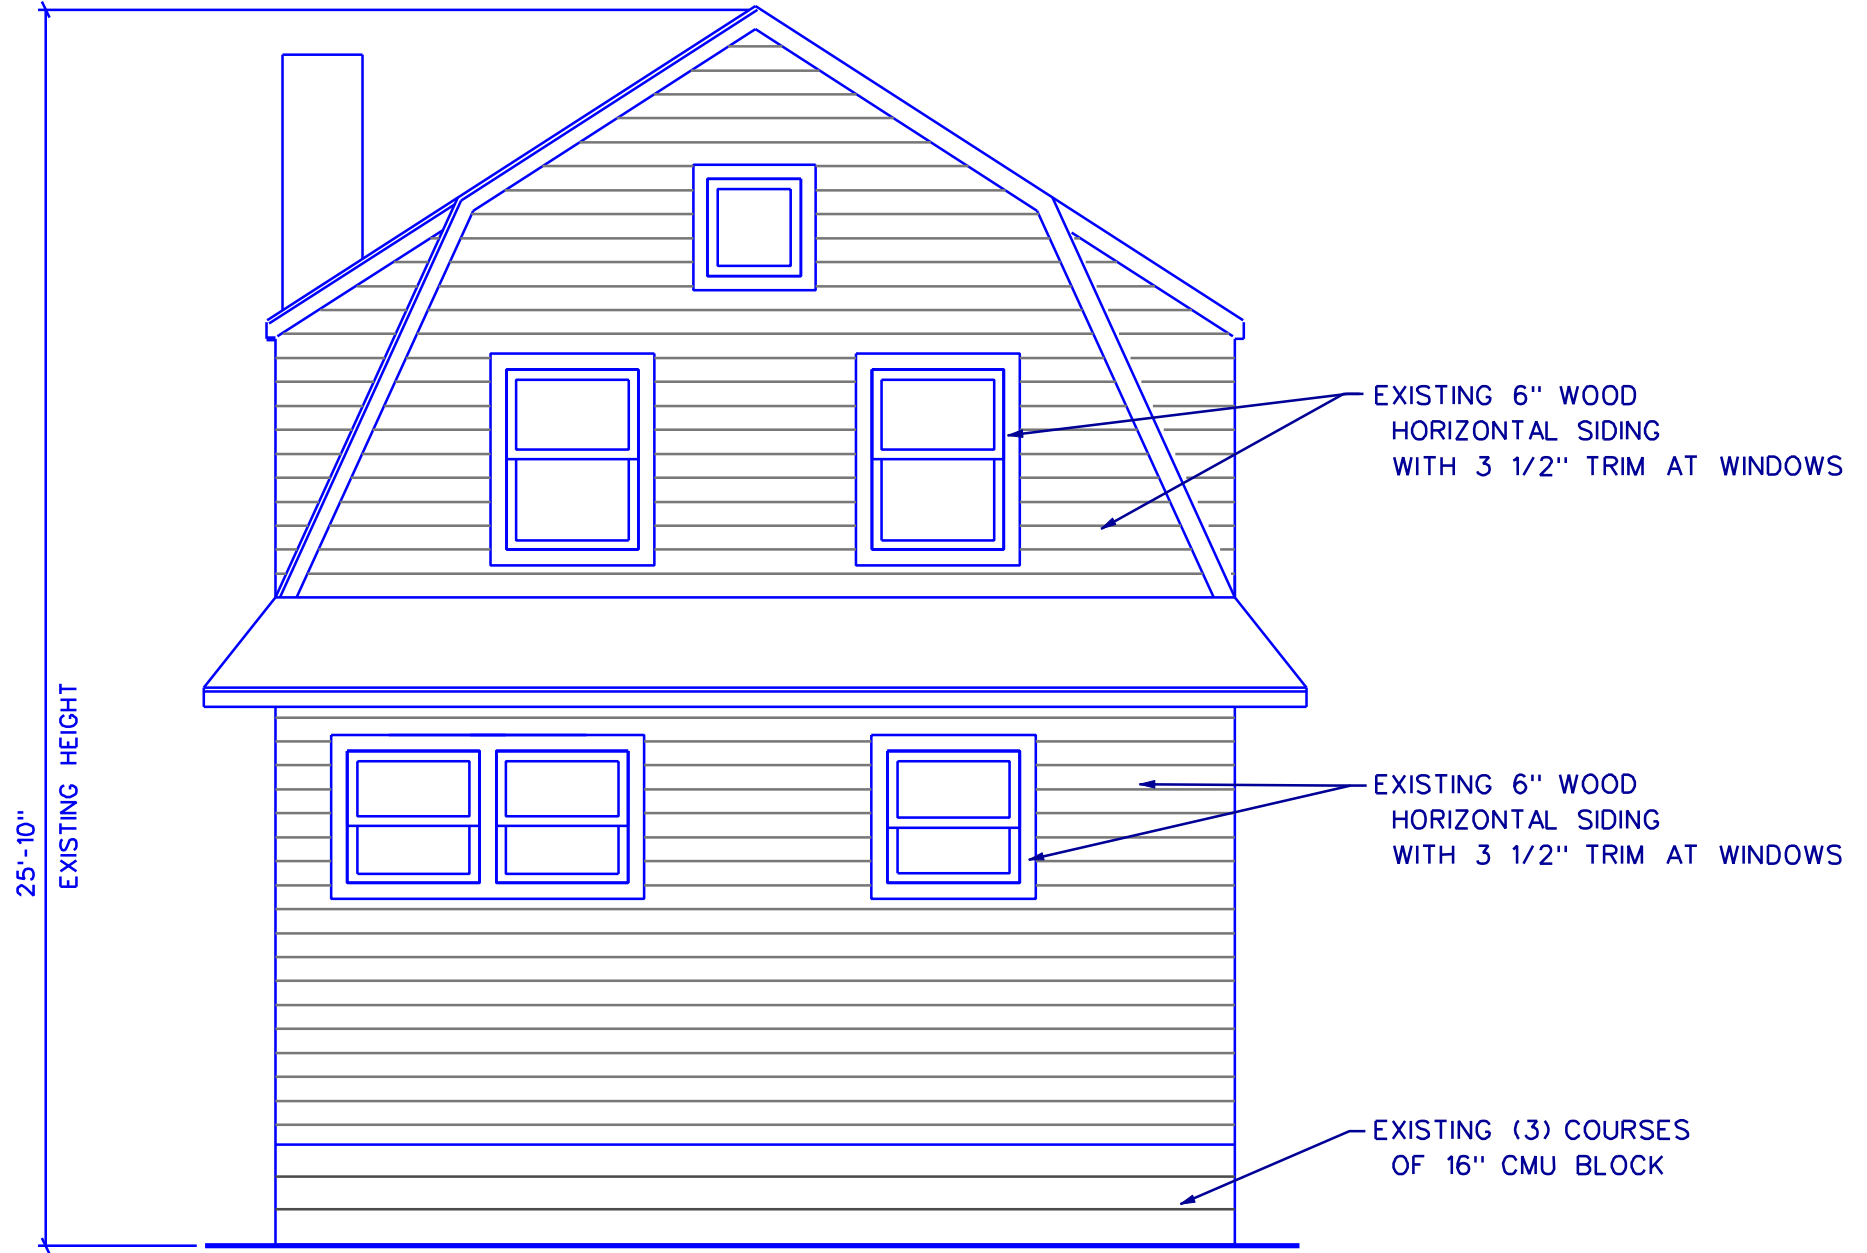 EXISTING 6" WOOD
HORIZONTAL SIDING
WITH 3 1/2" TRIM AT WINDOWS
25'-10"
EXISTING HEIGHT
EXISTING 6" WOOD
HORIZONTAL SIDING
WITH 3 1/2" TRIM AT WINDOWS
EXISTING (3) COURSES
OF 16" CMU BLOCK